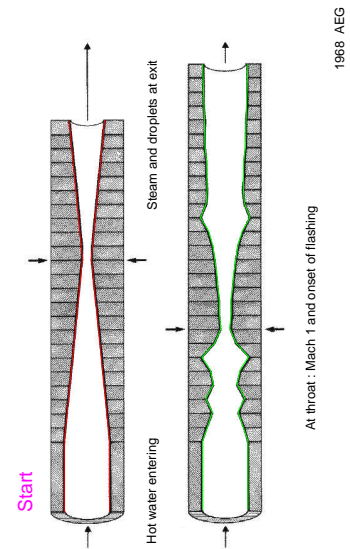 Start
Hot water entering
Steam and droplets at exit
At throat : Mach 1 and onset of flashing
1968 AEG